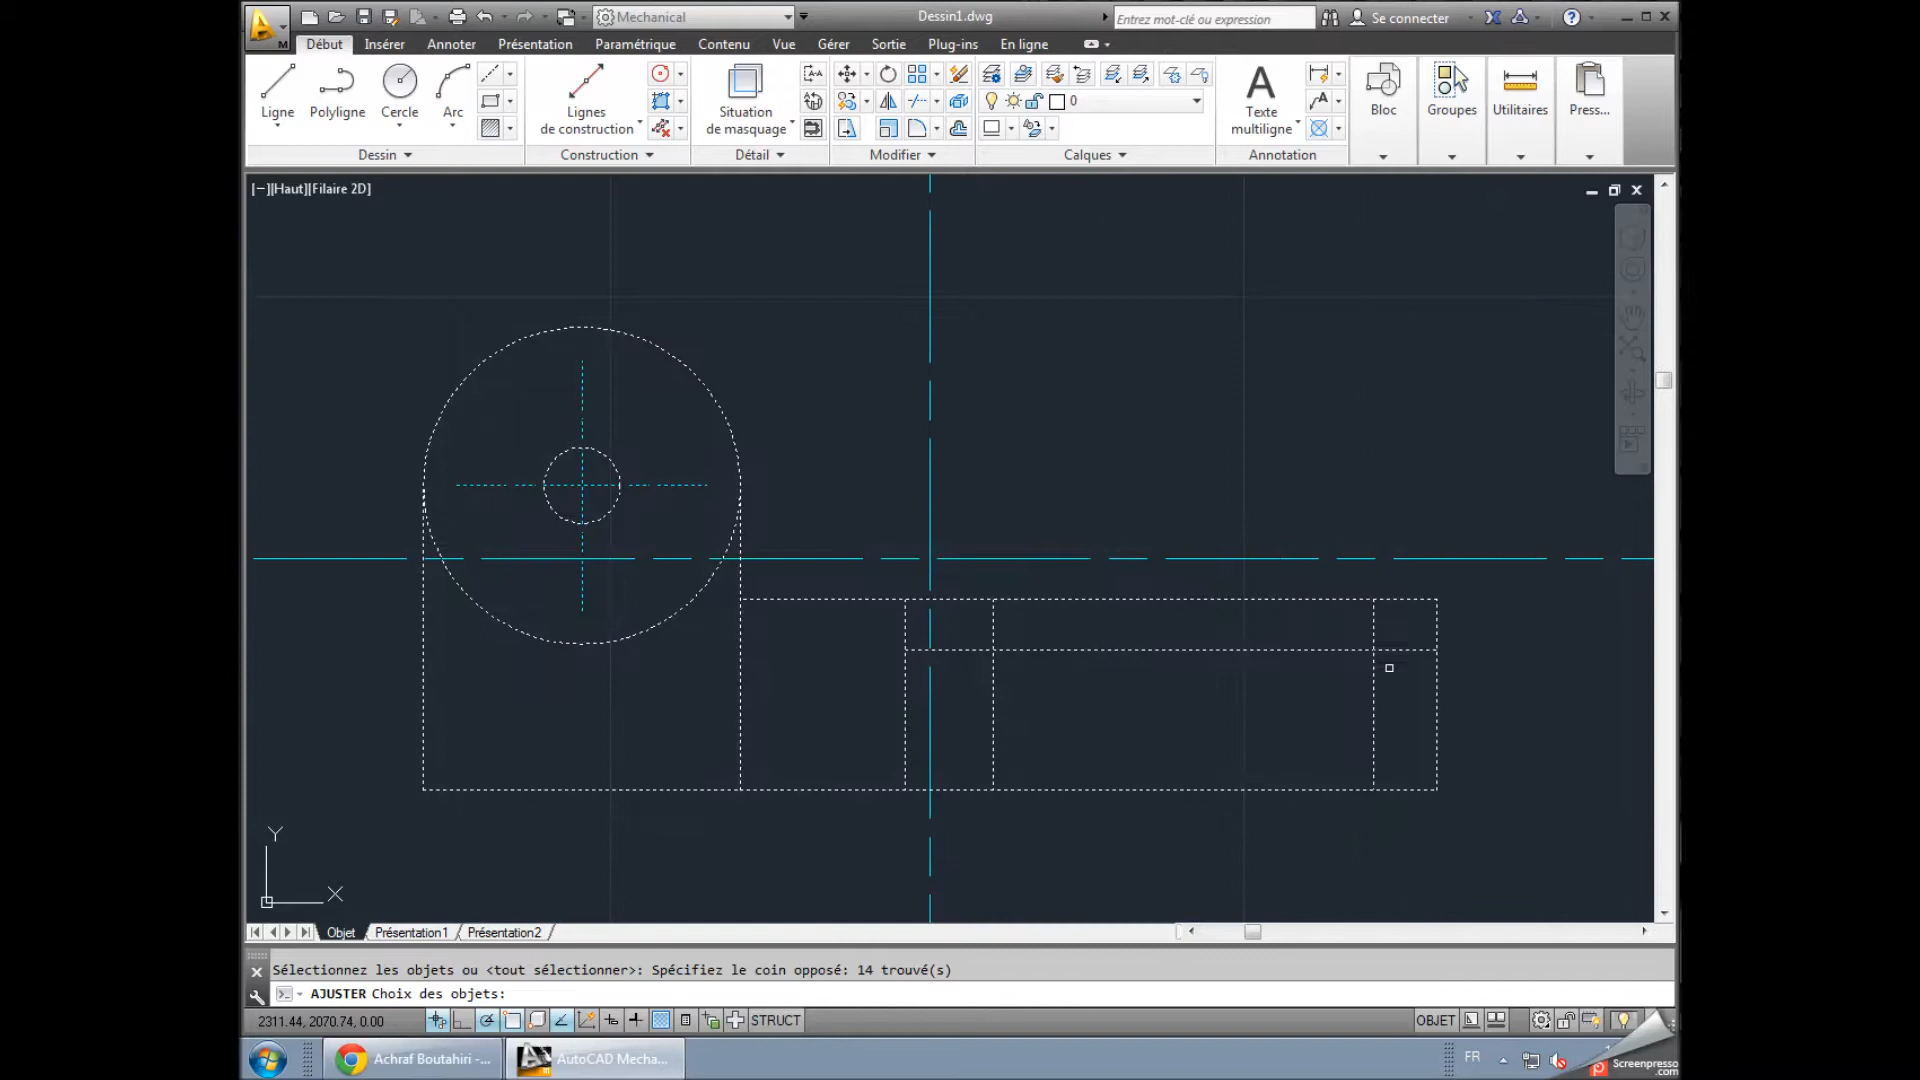 Mechanical
Dessin1.dwg
Entrez mot-clé ou expression
Se connecter
M
Début
Insérer
Annoter
Présentation
Paramétrique
Contenu
Vue
Gérer
Sortie
Plug-ins
En ligne
Ligne
Polyligne
Cercle
Arc
Lignes
de construction
Situation
de masquage
0
A
Texte
multiligne
Bloc
Groupes
Utilitaires
Press...
Dessin
Construction
Détail
Modifier
Calques
Annotation
[−][Haut][Filaire 2D]
Y
X
Objet
Présentation1
Présentation2
Sélectionnez les objets ou <tout sélectionner>: Spécifiez le coin opposé: 14 trouvé(s)
AJUSTER Choix des objets:
2311.44, 2070.74, 0.00
STRUCT
OBJET
Achraf Boutahiri -...
AutoCAD Mecha...
FR
Screenpresso
.com